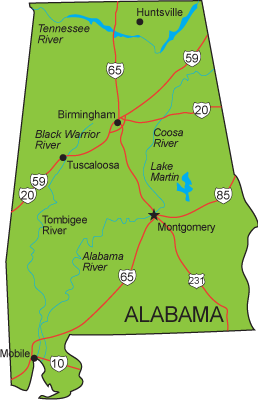 Huntsville
Tennessee
River
65
59
Birmingham
20
Black Warrior
River
Coosa
River
Tuscaloosa
Lake
Martin
59
20
85
Tombigee
River
Montgomery
Alabama
River
65
231
ALABAMA
Mobile
10